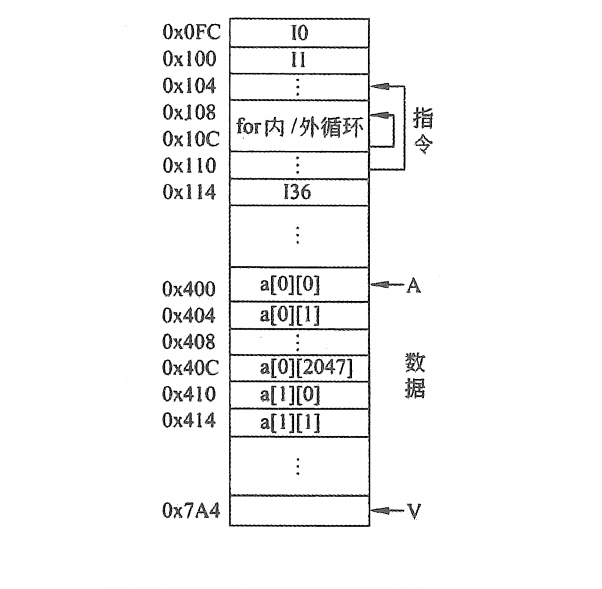 0x0FC I0
0x100 I1
0x104 ⋮
0x108
for内/外循环
0x10C
0x110 ⋮
0x114 I36
指令
⋮
0x400 a[0][0] A
0x404 a[0][1]
0x408 ⋮
0x40C a[0][2047]
0x410 a[1][0]
0x414 a[1][1]
数据
⋮
0x7A4 V